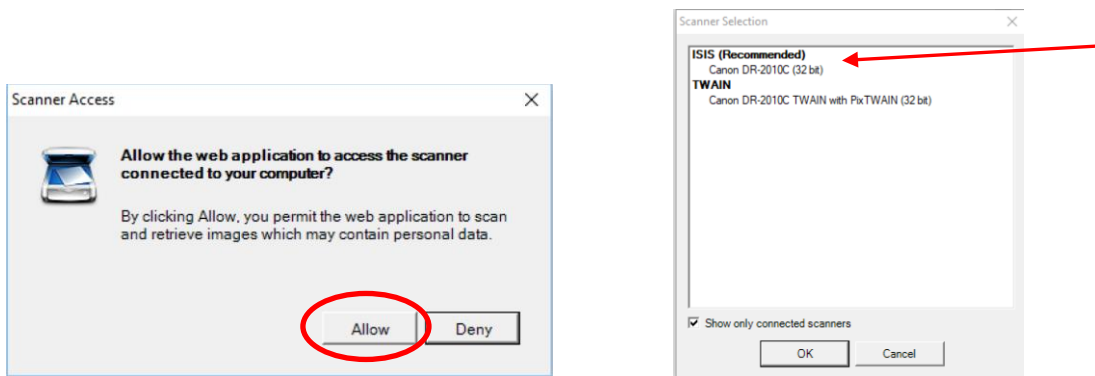 Scanner Access
Allow the web application to access the scanner
connected to your computer?
By clicking Allow, you permit the web application to scan
and retrieve images which may contain personal data.
Allow
Deny
Scanner Selection
ISIS (Recommended)
Canon DR-2010C (32 bit)
TWAIN
Canon DR-2010C TWAIN with PixTWAIN (32 bit)
Show only connected scanners
OK
Cancel